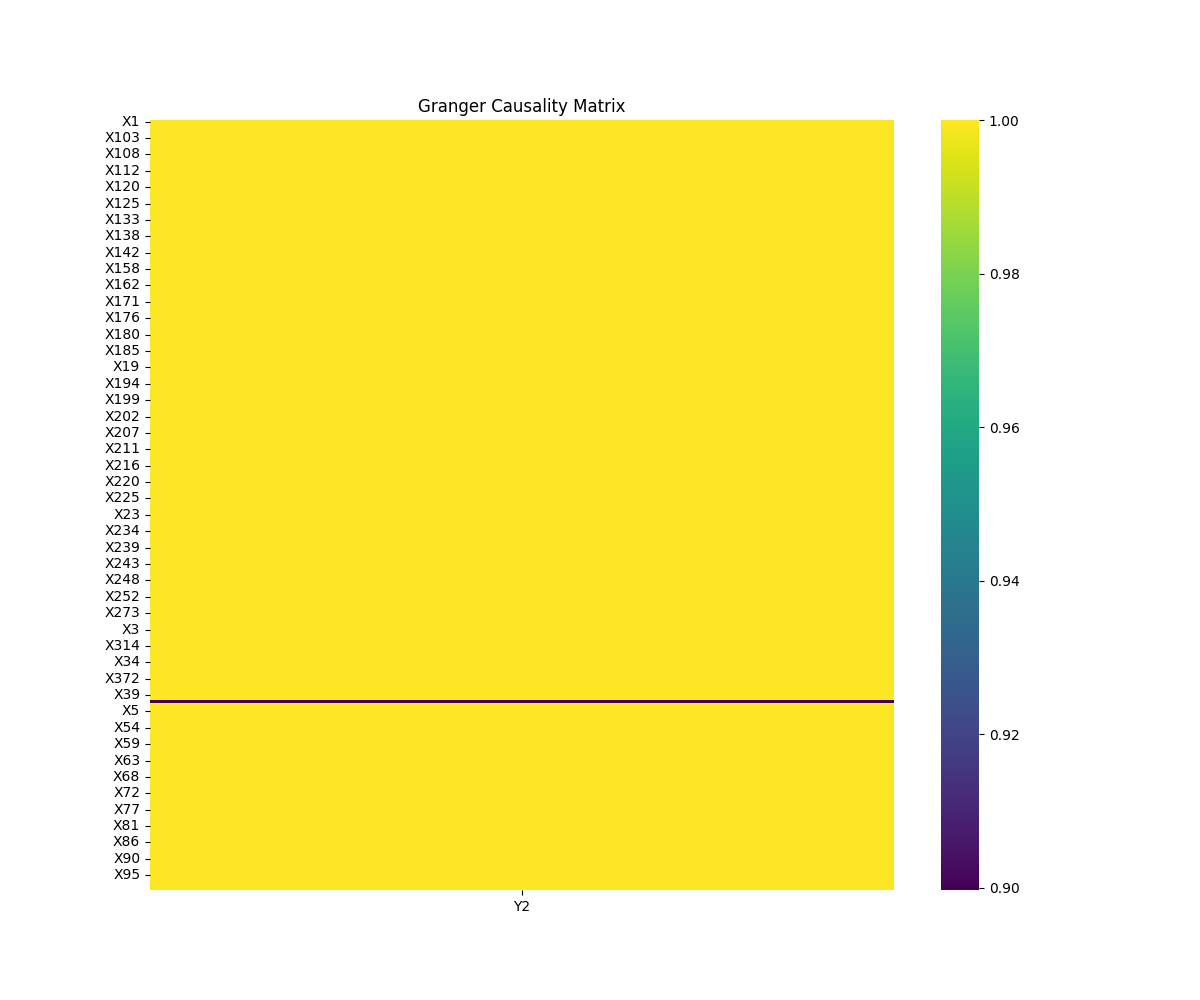 Granger Causality Matrix
X1
X103
X108
X112
X120
X125
X133
X138
X142
X158
X162
X171
X176
X180
X185
X19
X194
X199
X202
X207
X211
X216
X220
X225
X23
X234
X239
X243
X248
X252
X273
X3
X314
X34
X372
X39
X5
X54
X59
X63
X68
X72
X77
X81
X86
X90
X95
Y2
1.00
0.98
0.96
0.94
0.92
0.90